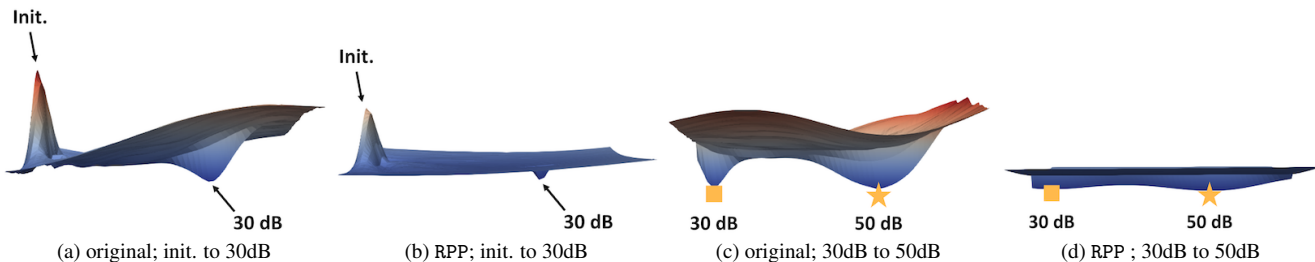 Init.
30 dB
(a) original; init. to 30dB
Init.
30 dB
(b) RPP; init. to 30dB
30 dB
50 dB
(c) original; 30dB to 50dB
30 dB
50 dB
(d) RPP ; 30dB to 50dB